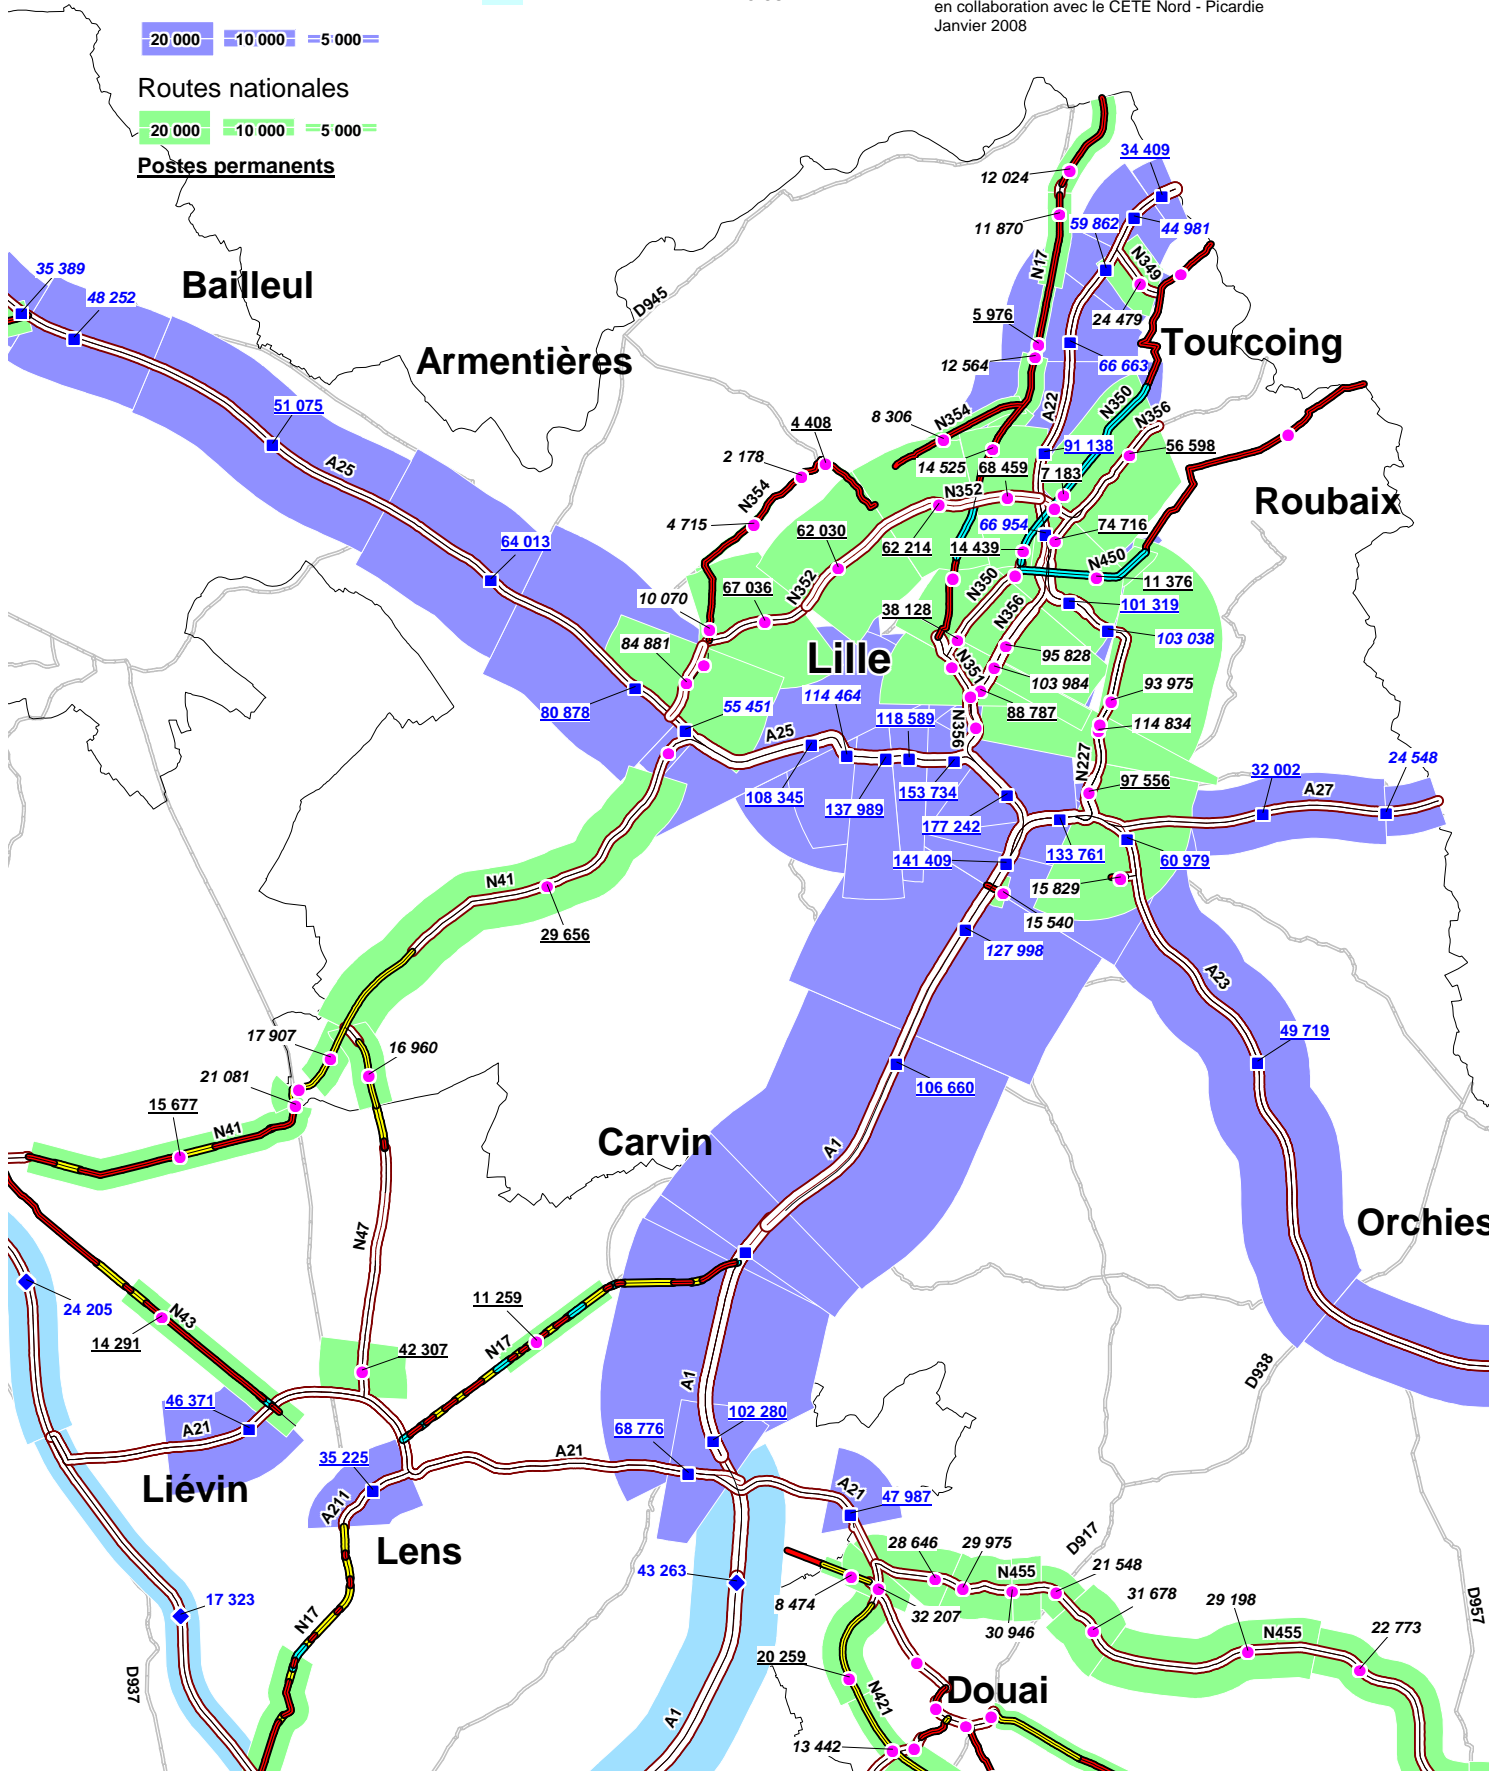 en collaboration avec le CETE Nord - Picardie
Janvier 2008
20 000
10 000
5 000
Routes nationales
20 000
10 000
5 000
Postes permanents
34 409
12 024
11 870
59 862
44 981
N17
N349
35 389
48 252
Bailleul
D945
5 976
24 479
Armentières
12 564
66 663
Tourcoing
51 075
A25
8 306
N354
A22
N350
N356
4 408
2 178
14 525
68 459
91 138
56 598
7 183
N354
N352
Roubaix
4 715
62 030
62 214
66 954
74 716
64 013
14 439
N450
11 376
67 036
N352
N350
10 070
38 128
N356
101 319
103 038
84 881
Lille
95 828
N351
103 984
93 975
114 464
88 787
80 878
55 451
118 589
N356
114 834
A25
N227
32 002
24 548
97 556
A27
108 345
137 989
153 734
177 242
133 761
60 979
141 409
15 829
N41
15 540
29 656
127 998
A23
17 907
16 960
49 719
21 081
106 660
15 677
N41
Carvin
A1
N47
Orchies
24 205
N43
14 291
11 259
N17
42 307
D938
A1
46 371
A21
68 776
102 280
35 225
A21
Liévin
A211
A21
47 987
Lens
D917
28 646
29 975
N455
21 548
43 263
8 474
32 207
30 946
31 678
29 198
17 323
N17
N455
22 773
D957
20 259
D937
N421
Douai
A1
13 442